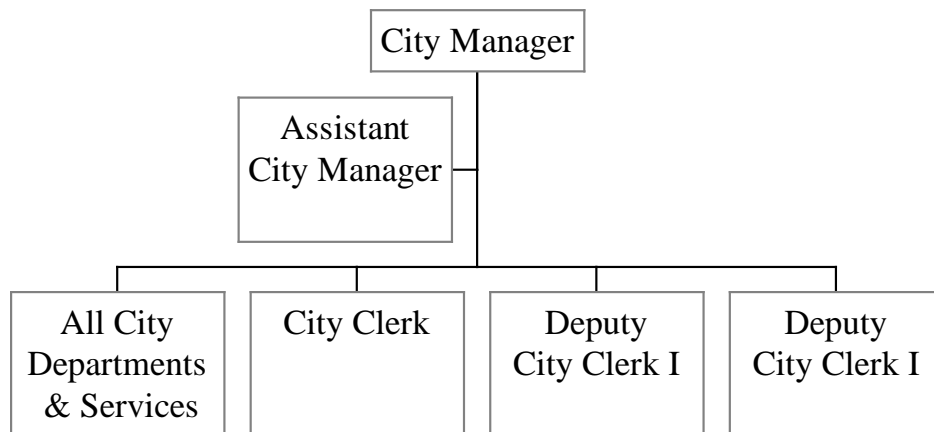 City Manager
Assistant
City Manager
All City
Departments
& Services
City Clerk
Deputy
City Clerk I
Deputy
City Clerk I